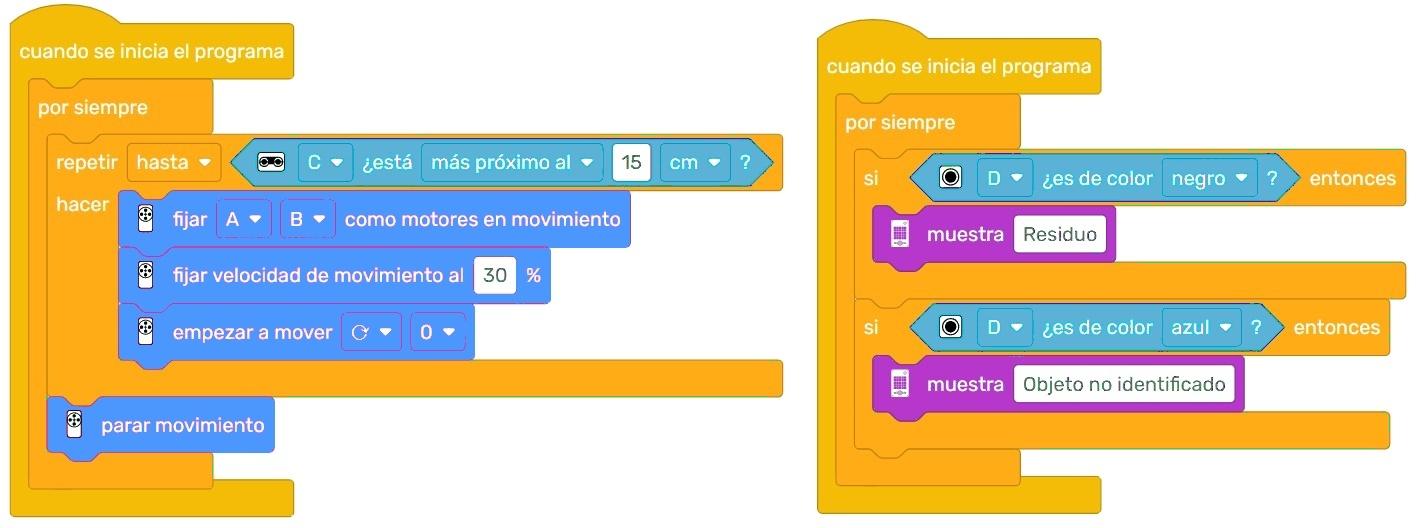 cuando se inicia el programa
por siempre
repetir hasta C ¿está más próximo al 15 cm ?
hacer
fijar A B como motores en movimiento
fijar velocidad de movimiento al 30 %
empezar a mover 0
parar movimiento
cuando se inicia el programa
por siempre
si D ¿es de color negro ? entonces
muestra Residuo
si D ¿es de color azul ? entonces
muestra Objeto no identificado